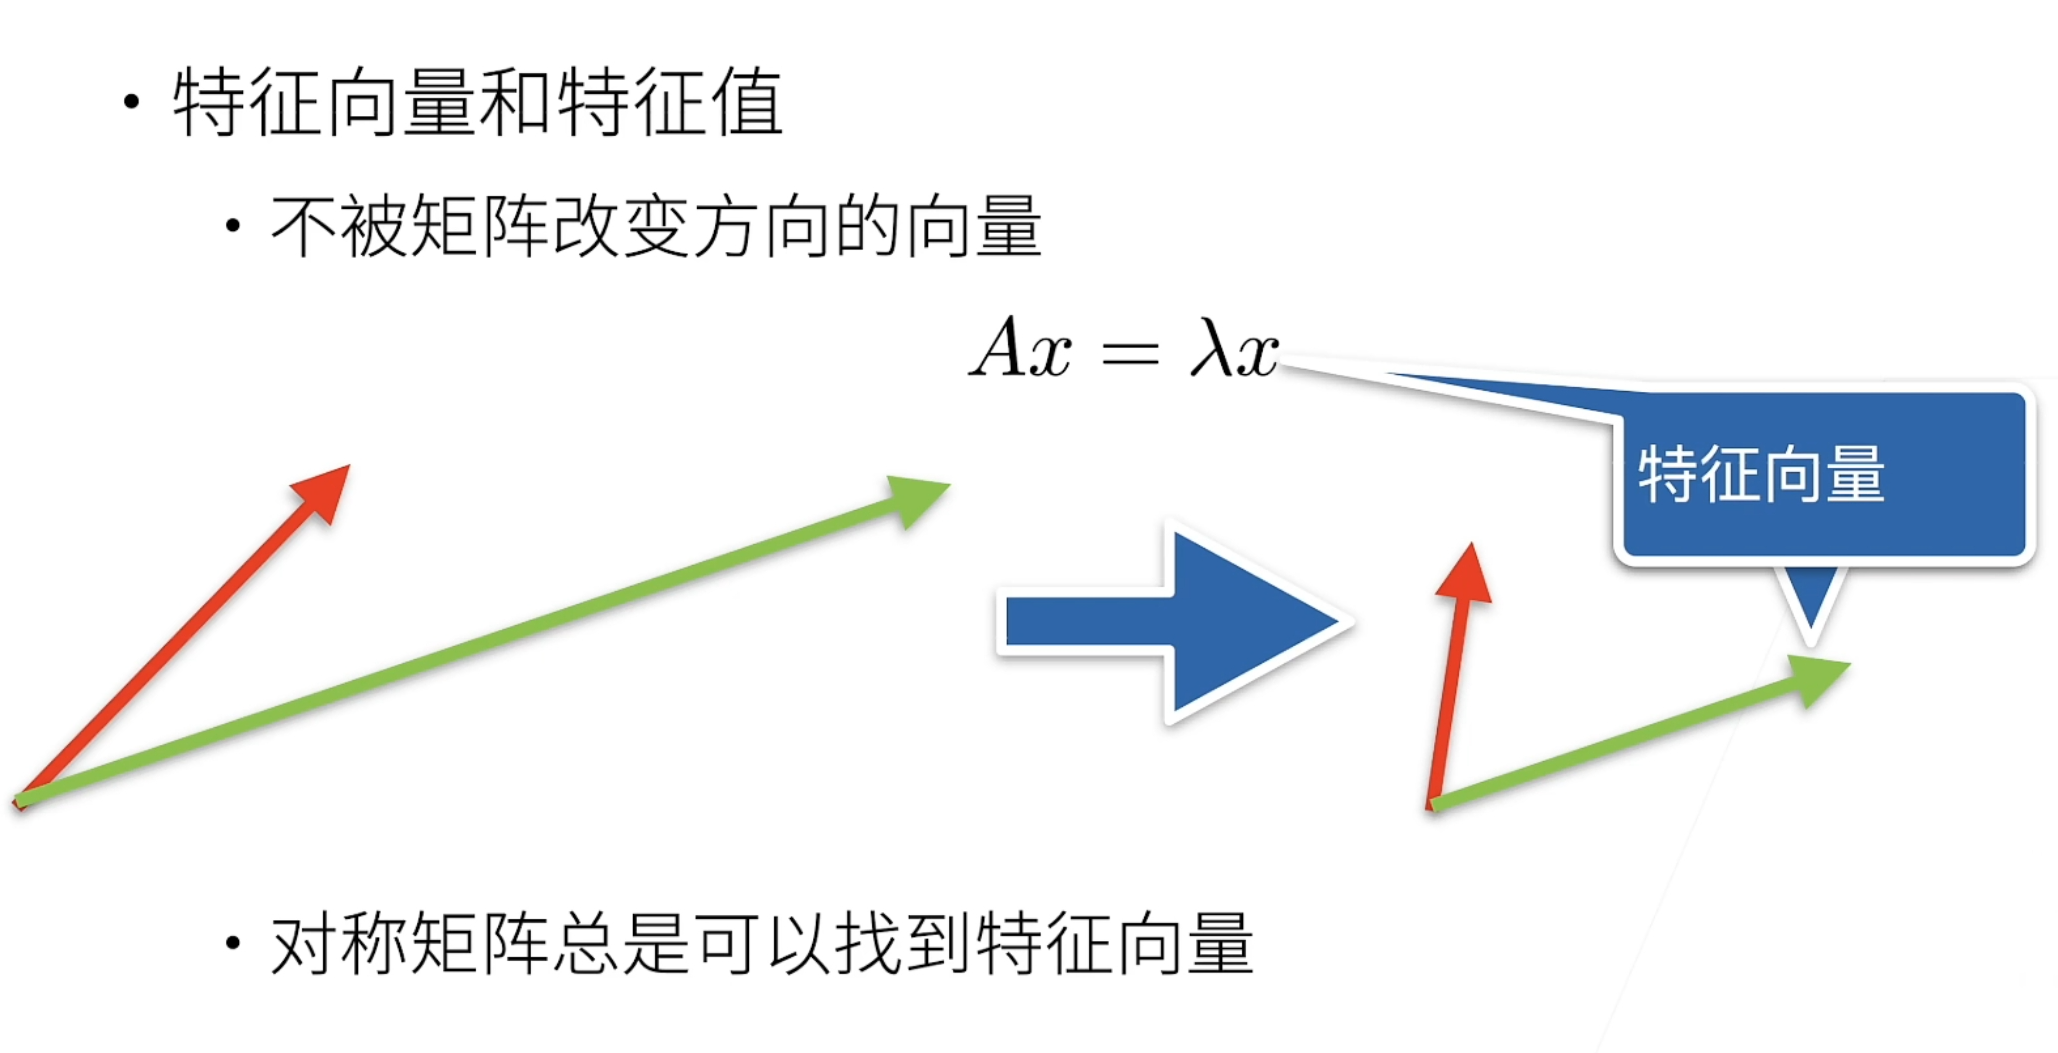 • 特征向量和特征值
• 不被矩阵改变方向的向量
Ax = λx
特征向量
• 对称矩阵总是可以找到特征向量